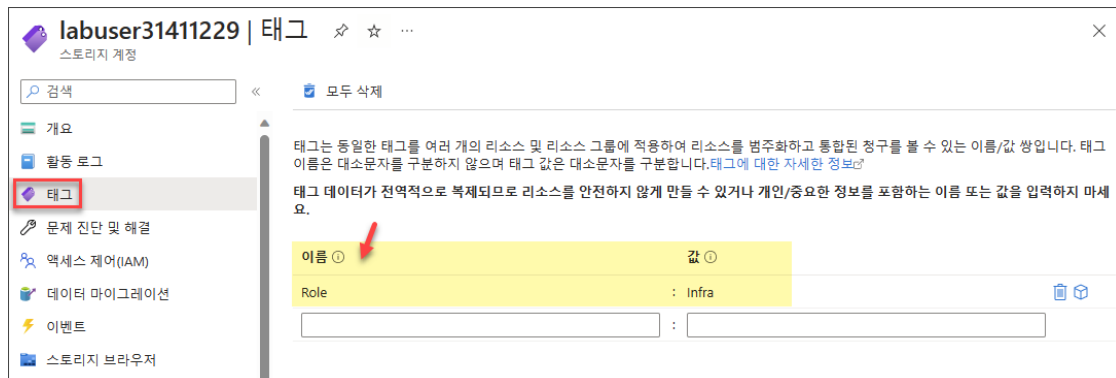 labuser31411229 | 태그
스토리지 계정
검색
모두 삭제
개요
활동 로그
태그
문제 진단 및 해결
액세스 제어(IAM)
데이터 마이그레이션
이벤트
스토리지 브라우저
태그는 동일한 태그를 여러 개의 리소스 및 리소스 그룹에 적용하여 리소스를 범주화하고 통합된 청구를 볼 수 있는 이름/값 쌍입니다. 태그
이름은 대소문자를 구분하지 않으며 태그 값은 대소문자를 구분합니다.태그에 대한 자세한 정보
태그 데이터가 전역적으로 복제되므로 리소스를 안전하지 않게 만들 수 있거나 개인/중요한 정보를 포함하는 이름 또는 값을 입력하지 마세
요.
이름 값
Role : Infra
: